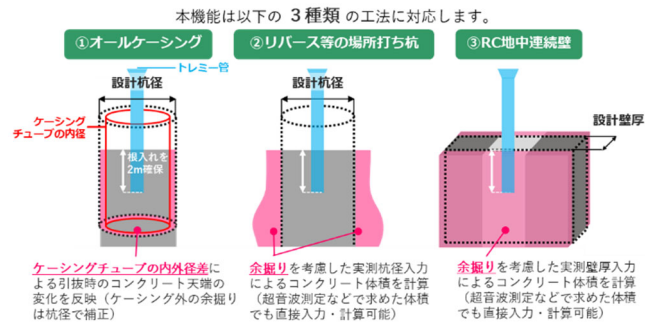 本機能は以下の 3種類 の工法に対応します。
①オールケーシング
②リバース等の場所打ち杭
③RC地中連続壁
トレミー管
設計杭径
設計杭径
設計壁厚
ケーシング
チューブの内径
根入れを
2m確保
ケーシングチューブの内外径差に
よる引抜時のコンクリート天端の
変化を反映（ケーシング外の余掘り
は杭径で補正）
余掘りを考慮した実測杭径入力
によるコンクリート体積を計算
（超音波測定などで求めた体積
でも直接入力・計算可能）
余掘りを考慮した実測壁厚入力
によるコンクリート体積を計算
（超音波測定などで求めた体積
でも直接入力・計算可能）